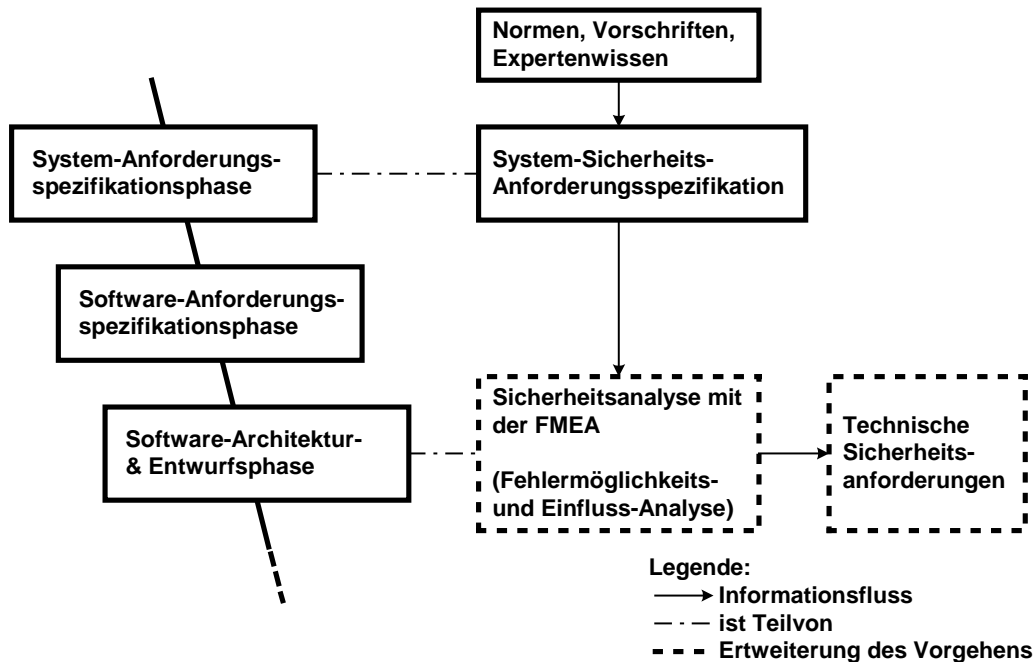 Normen, Vorschriften,
Expertenwissen
System-Anforderungs-
spezifikationsphase
System-Sicherheits-
Anforderungsspezifikation
Software-Anforderungs-
spezifikationsphase
Software-Architektur-
& Entwurfsphase
Sicherheitsanalyse mit
der FMEA
(Fehlermöglichkeits-
und Einfluss-Analyse)
Technische
Sicherheits-
anforderungen
Legende:
Informationsfluss
ist Teilvon
Ertweiterung des Vorgehens